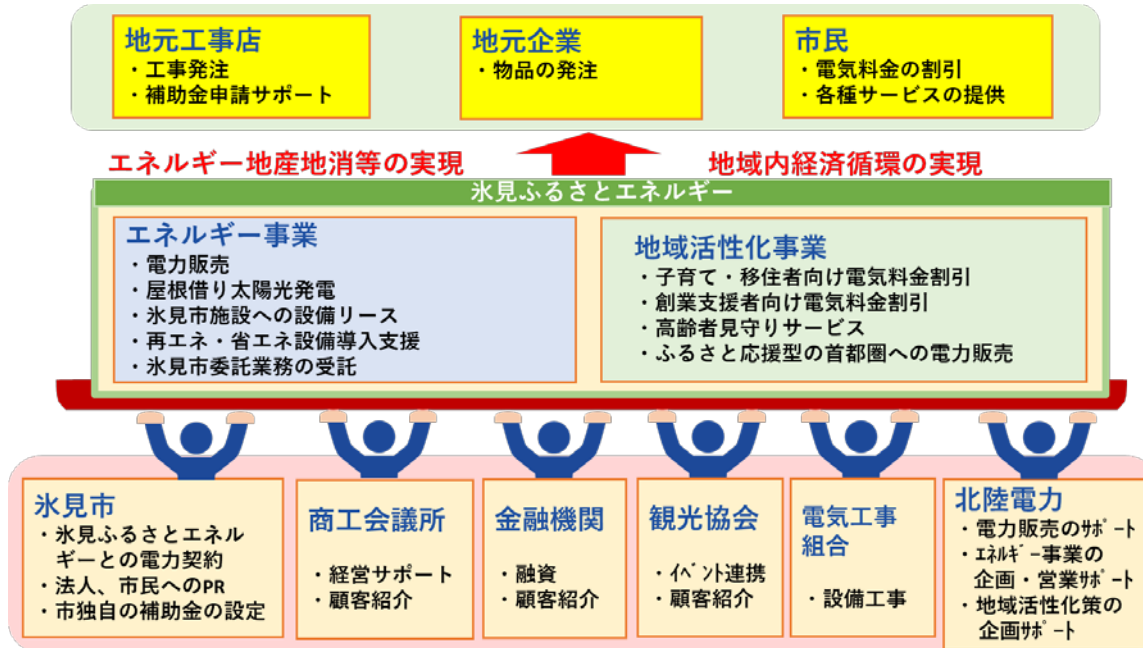 地元工事店
・工事発注
・補助金申請サポート
地元企業
・物品の発注
市民
・電気料金の割引
・各種サービスの提供
エネルギー地産地消等の実現
地域内経済循環の実現
氷見ふるさとエネルギー
エネルギー事業
・電力販売
・屋根借り太陽光発電
・氷見市施設への設備リース
・再エネ・省エネ設備導入支援
・氷見市委託業務の受託
地域活性化事業
・子育て・移住者向け電気料金割引
・創業支援者向け電気料金割引
・高齢者見守りサービス
・ふるさと応援型の首都圏への電力販売
氷見市
・氷見ふるさとエネル
ギーとの電力契約
・法人、市民へのPR
・市独自の補助金の設定
商工会議所
・経営サポート
・顧客紹介
金融機関
・融資
・顧客紹介
観光協会
・ｲﾍﾞﾝﾄ連携
・顧客紹介
電気工事
組合
・設備工事
北陸電力
・電力販売のｻﾎﾟｰﾄ
・ｴﾈﾙｷﾞｰ事業の
企画・営業ｻﾎﾟｰﾄ
・地域活性化策の
企画ｻﾎﾟｰﾄ